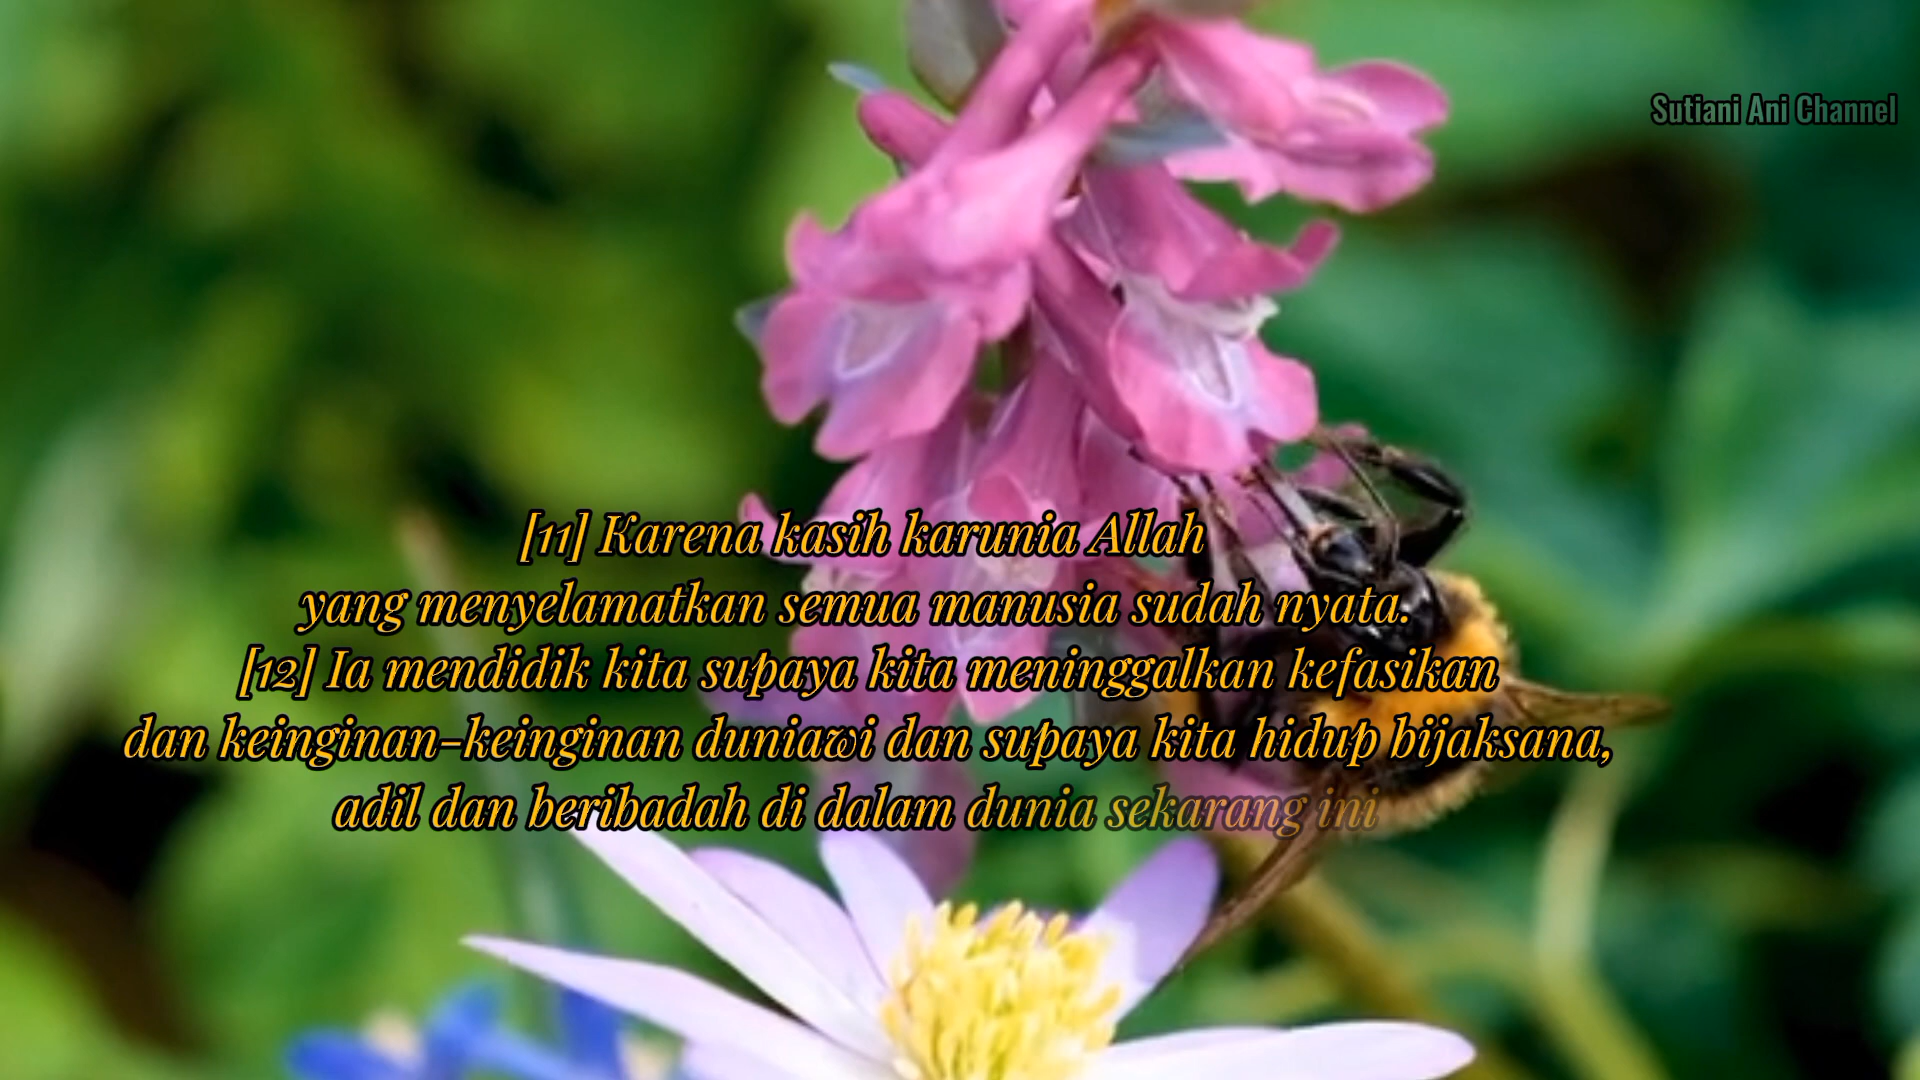 Sutiani Ani Channel
[11] Karena kasih karunia Allah
yang menyelamatkan semua manusia sudah nyata.
[12] Ia mendidik kita supaya kita meninggalkan kefasikan
dan keinginan-keinginan duniawi dan supaya kita hidup bijaksana,
adil dan beribadah di dalam dunia sekarang ini